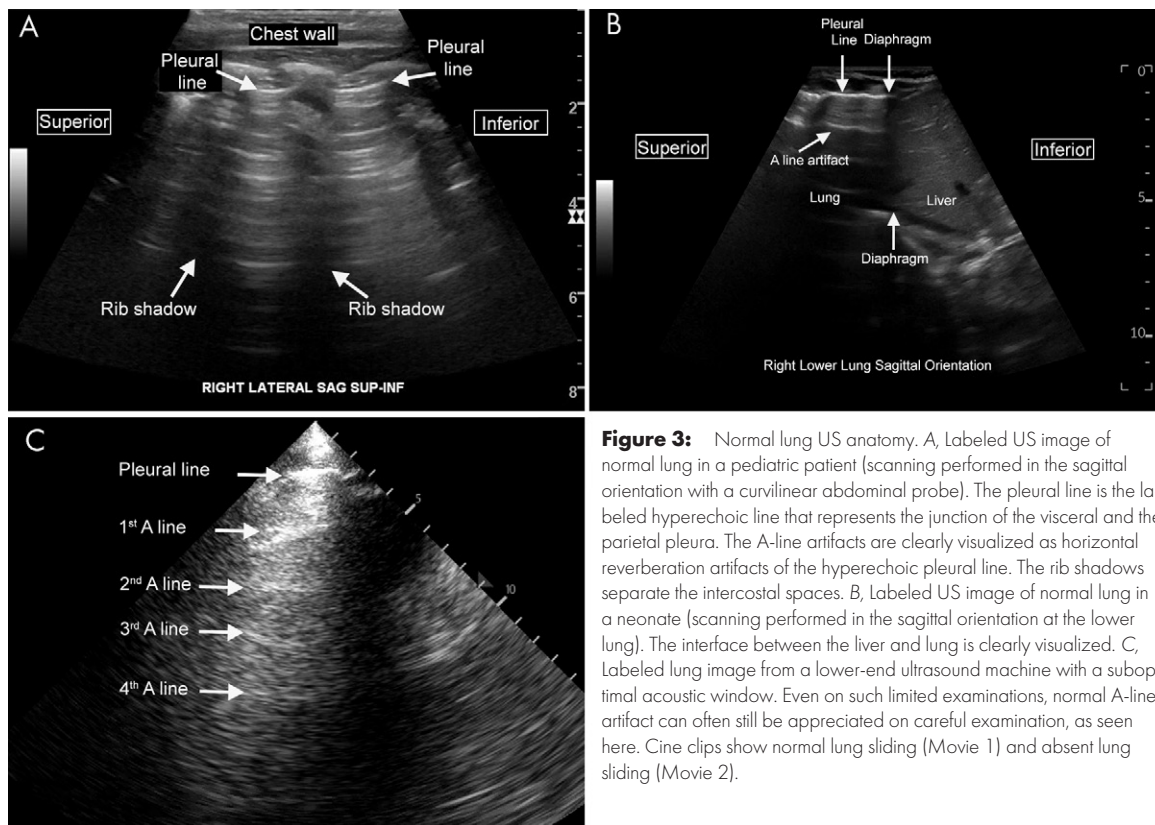 A
Chest wall
Pleural
line
Pleural
line
Superior
Inferior
2
4
6
8
Rib shadow
Rib shadow
RIGHT LATERAL SAG SUP-INF
B
Pleural
Line
Diaphragm
0
Superior
Inferior
A line artifact
Lung
Liver
5
Diaphragm
10
Right Lower Lung Sagittal Orientation
C
Pleural line
1st A line
2nd A line
3rd A line
4th A line
5
10
Figure 3: Normal lung US anatomy. A, Labeled US image of
normal lung in a pediatric patient (scanning performed in the sagittal
orientation with a curvilinear abdominal probe). The pleural line is the la
beled hyperechoic line that represents the junction of the visceral and the
parietal pleura. The A-line artifacts are clearly visualized as horizontal
reverberation artifacts of the hyperechoic pleural line. The rib shadows
separate the intercostal spaces. B, Labeled US image of normal lung in
a neonate (scanning performed in the sagittal orientation at the lower
lung). The interface between the liver and lung is clearly visualized. C,
Labeled lung image from a lower-end ultrasound machine with a subop
timal acoustic window. Even on such limited examinations, normal A-line
artifact can often still be appreciated on careful examination, as seen
here. Cine clips show normal lung sliding (Movie 1) and absent lung
sliding (Movie 2).